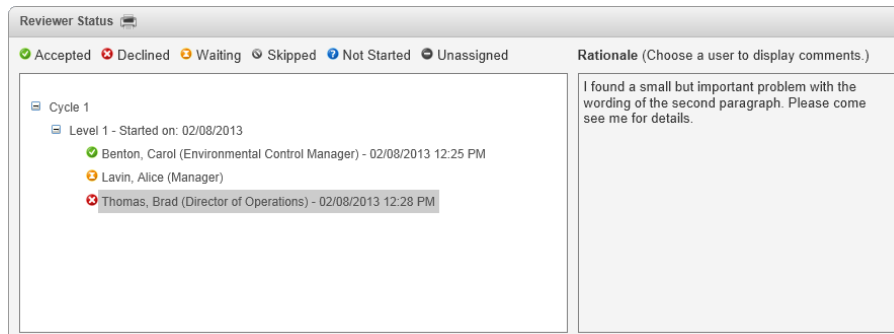 Reviewer Status
Accepted Declined Waiting Skipped Not Started Unassigned
Rationale (Choose a user to display comments.)
Cycle 1
Level 1 - Started on: 02/08/2013
Benton, Carol (Environmental Control Manager) - 02/08/2013 12:25 PM
Lavin, Alice (Manager)
Thomas, Brad (Director of Operations) - 02/08/2013 12:28 PM
I found a small but important problem with the
wording of the second paragraph. Please come
see me for details.